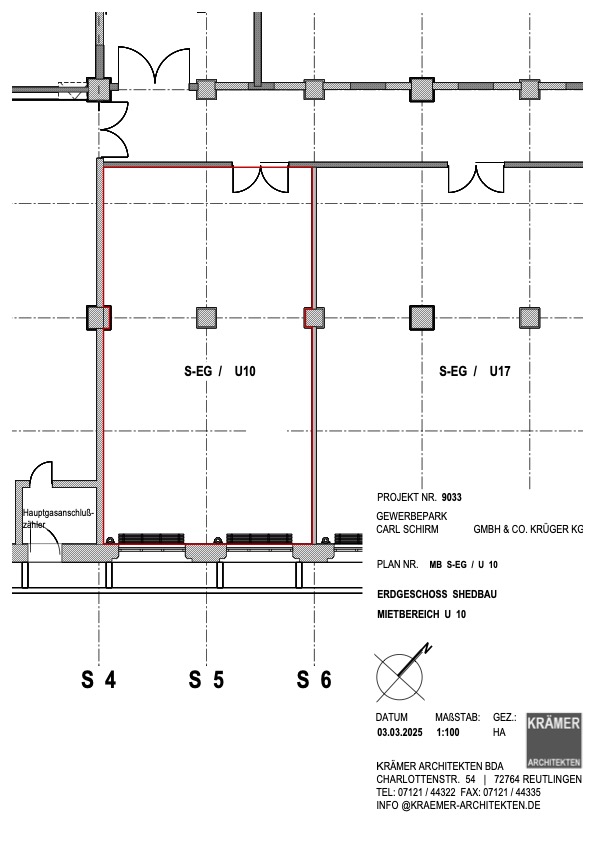 S-EG / U10
S-EG / U17
Hauptgasanschluß-
zähler
PROJEKT NR. 9033
GEWERBEPARK
CARL SCHIRM GMBH & CO. KRÜGER KG
PLAN NR. MB S-EG / U 10
ERDGESCHOSS SHEDBAU
MIETBEREICH U 10
N
S 4 S 5 S 6
DATUM MAßSTAB: GEZ.:
03.03.2025 1:100 HA
KRÄMER
ARCHITEKTEN
KRÄMER ARCHITEKTEN BDA
CHARLOTTENSTR. 54 | 72764 REUTLINGEN
TEL: 07121 / 44322 FAX: 07121 / 44335
INFO @KRAEMER-ARCHITEKTEN.DE